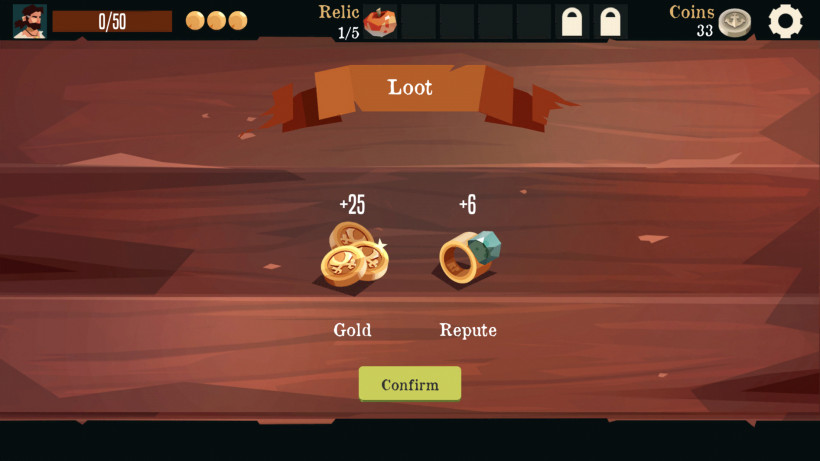 0/50
Relic
1/5
Coins
33
Loot
+25
+6
Gold
Repute
Confirm